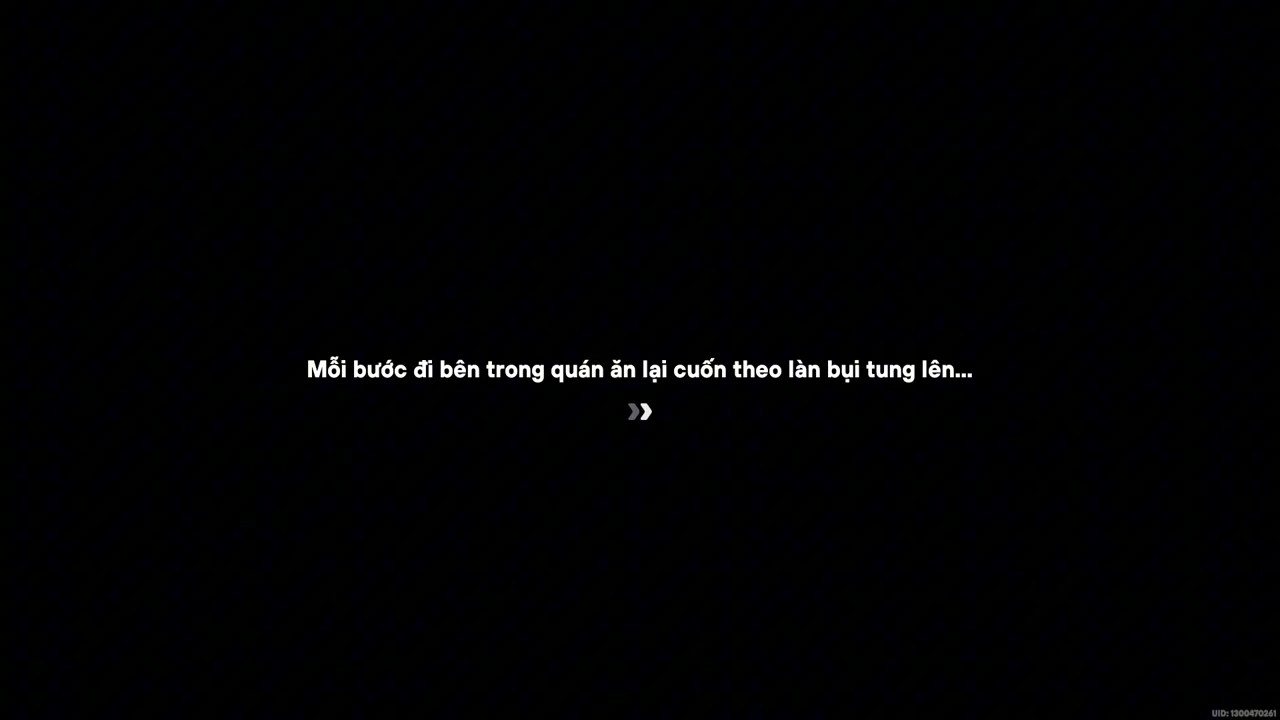 Mỗi bước đi bên trong quán ăn lại cuốn theo làn bụi tung lên...
UID: 1300470261